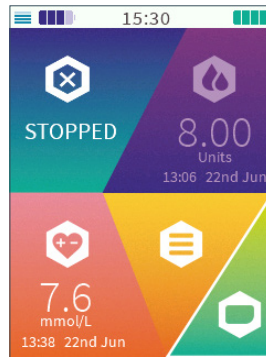 15:30
STOPPED
8.00
Units
13:06 22nd Jun
7.6
mmol/L
13:38 22nd Jun